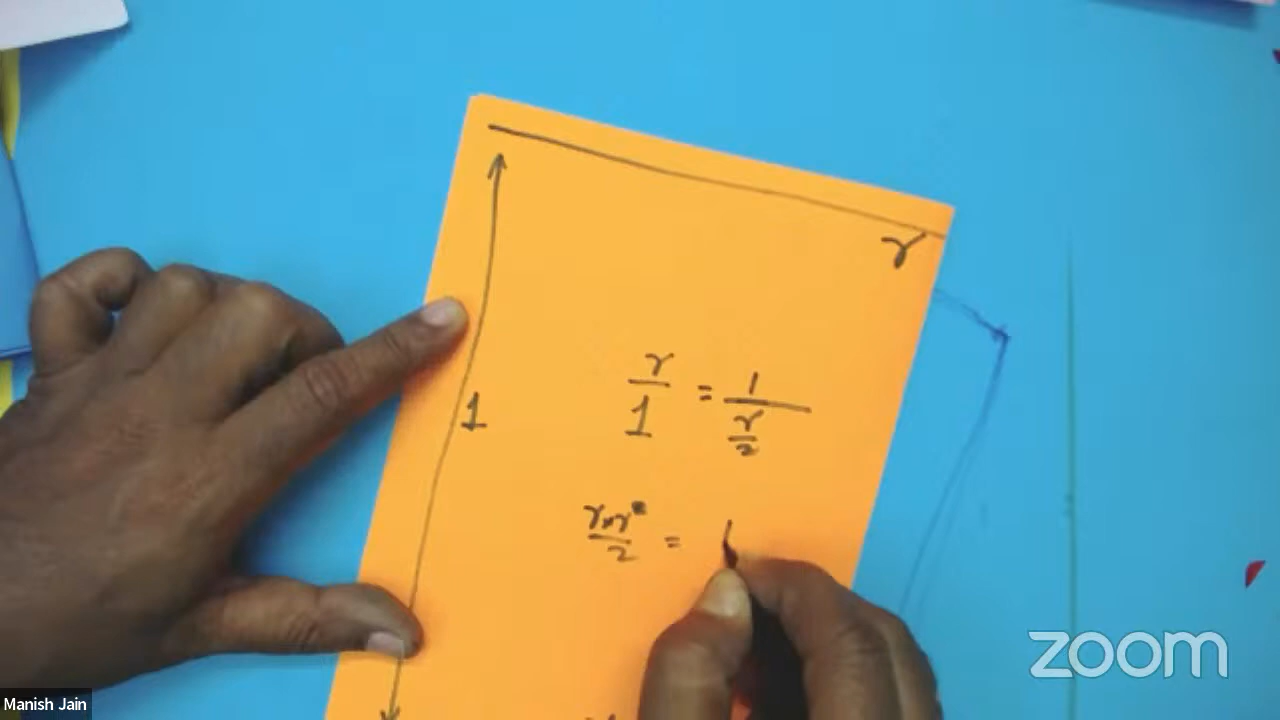 r
1
r/1 = 1/(r/2)
r×r/2 = 1
zoom
Manish Jain